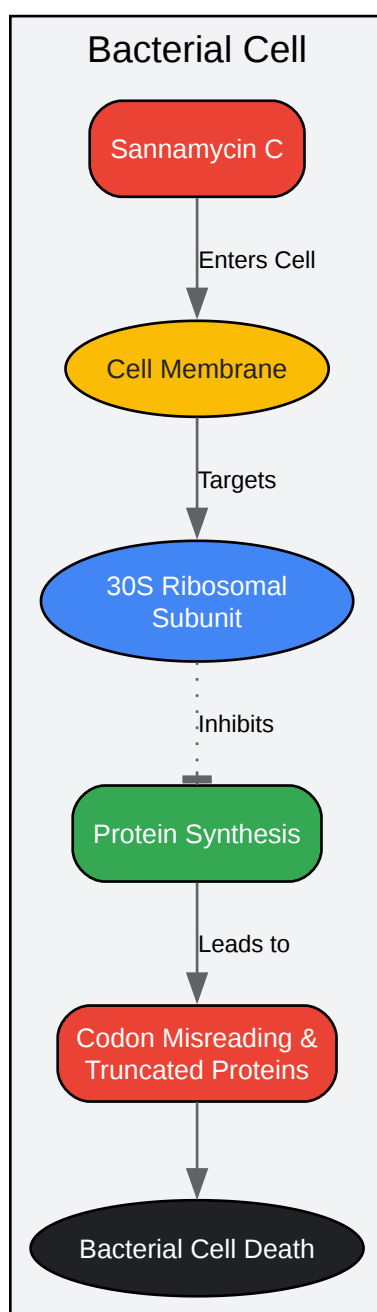 Bacterial Cell
Sannamycin C
Enters Cell
Cell Membrane
Targets
30S Ribosomal
Subunit
Inhibits
Protein Synthesis
Leads to
Codon Misreading &
Truncated Proteins
Bacterial Cell Death